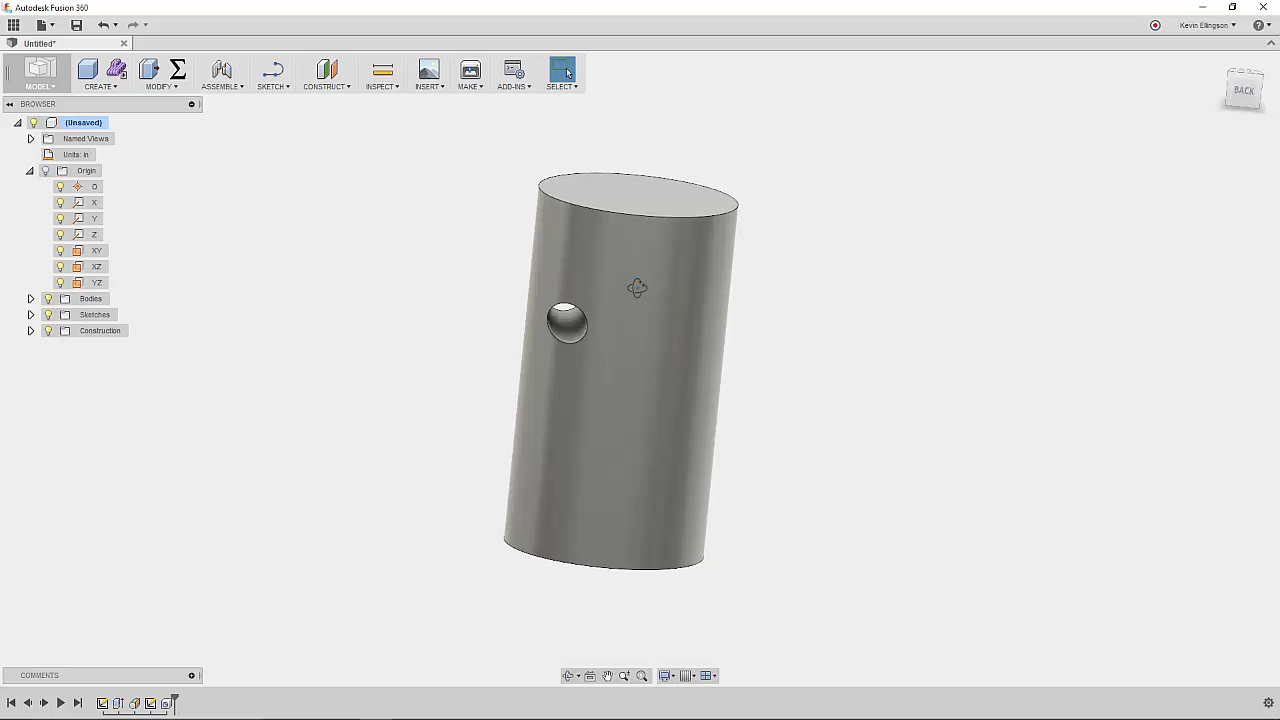 Autodesk Fusion 360
Kevin Ellingson
Untitled*
MODEL
CREATE
MODIFY
ASSEMBLE
SKETCH
CONSTRUCT
INSPECT
INSERT
MAKE
ADD-INS
SELECT
BACK
BROWSER
(Unsaved)
Named Views
Units: in
Origin
O
X
Y
Z
XY
XZ
YZ
Bodies
Sketches
Construction
COMMENTS